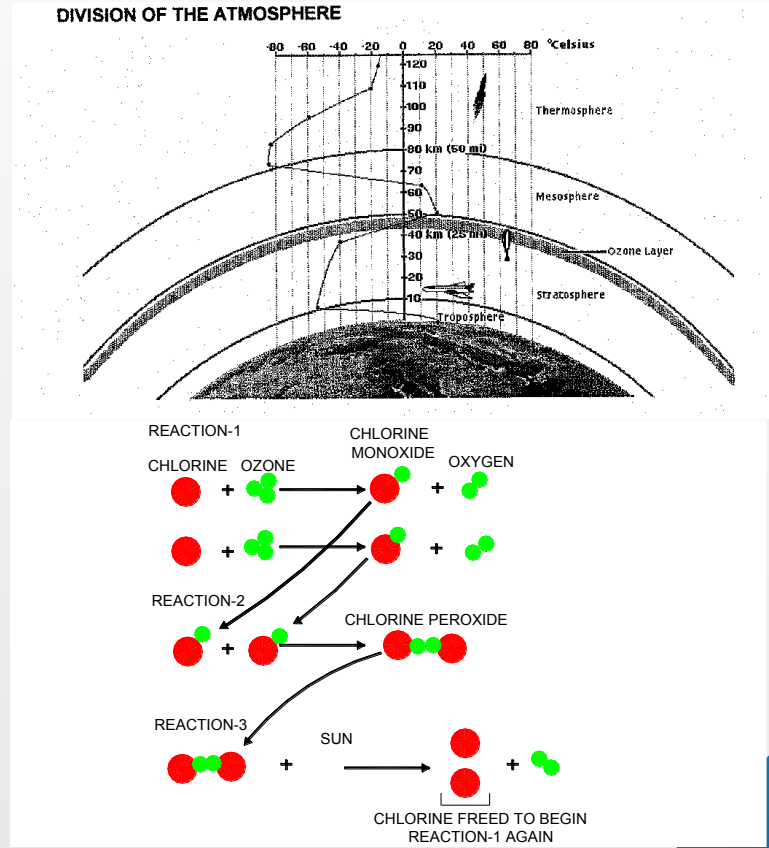 DIVISION OF THE ATMOSPHERE
-80 -60 -40 -20 0 20 40 60 80 °Celsius
120
110
100
Thermosphere
90
80 km (50 mi)
70
60
Mesosphere
50
40 km (25 mi)
Ozone Layer
30
20
Stratosphere
10
Troposphere
REACTION-1
CHLORINE
MONOXIDE
CHLORINE OZONE
OXYGEN
+ +
+ +
REACTION-2
CHLORINE PEROXIDE
+
REACTION-3
SUN
+ +
CHLORINE FREED TO BEGIN
REACTION-1 AGAIN